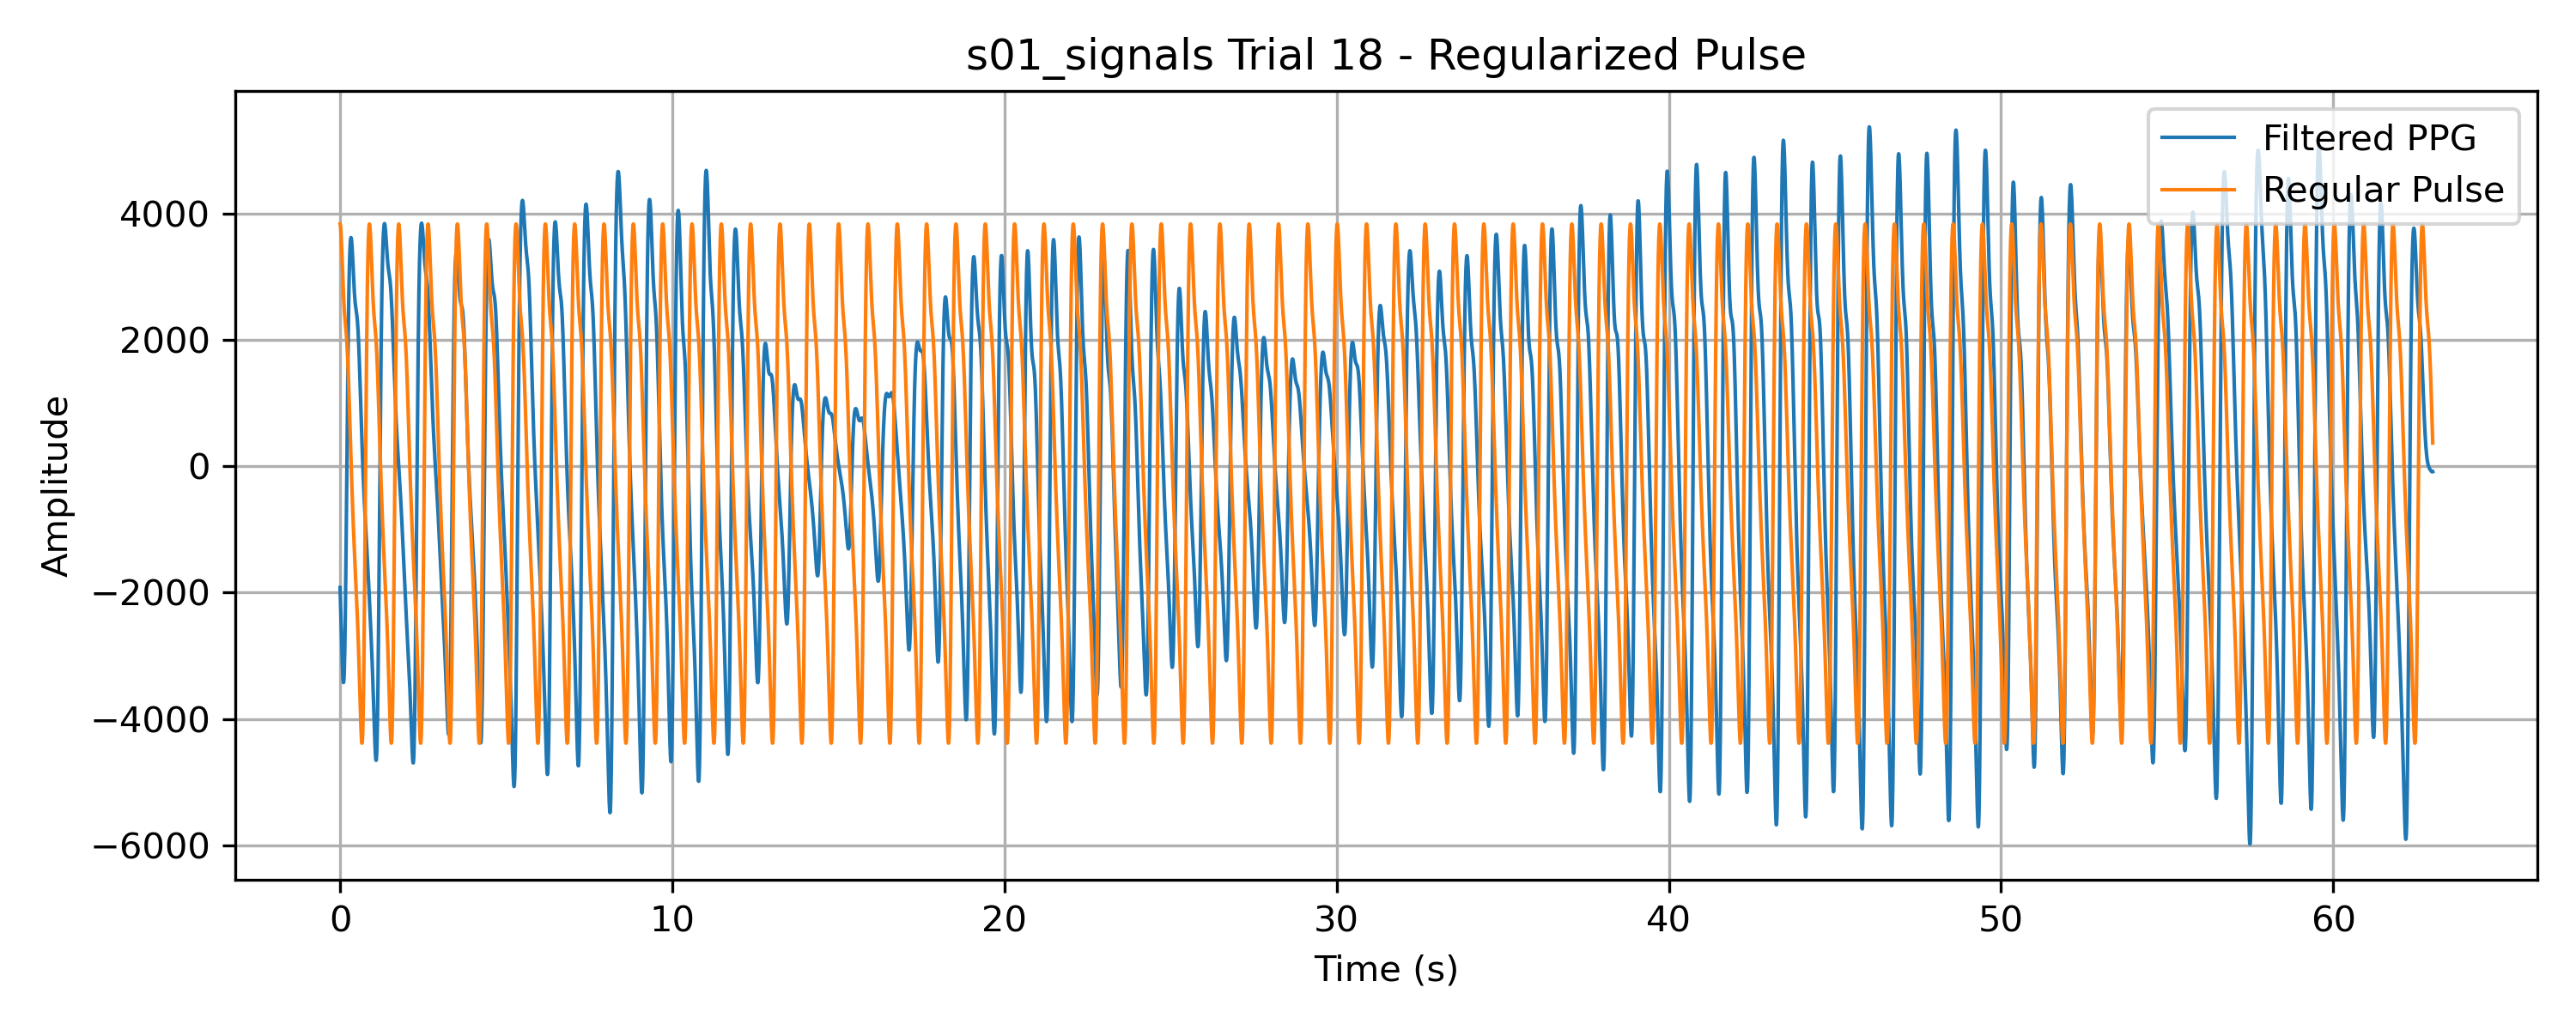 s01_signals Trial 18 - Regularized Pulse
Filtered PPG
Regular Pulse
Amplitude
4000
2000
0
−2000
−4000
−6000
0 10 20 30 40 50 60
Time (s)